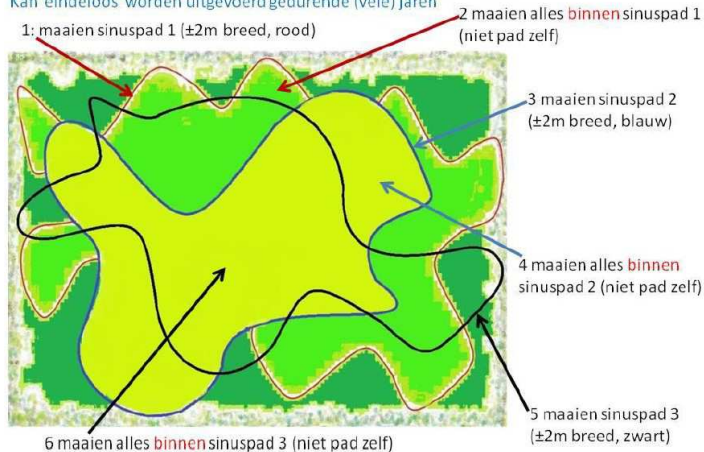 Kan 'eindeloos' worden uitgevoerd gedurende (vele) jaren
1: maaien sinuspad 1 (±2m breed, rood)
2 maaien alles binnen sinuspad 1
(niet pad zelf)
3 maaien sinuspad 2
(±2m breed, blauw)
4 maaien alles binnen
sinuspad 2 (niet pad zelf)
5 maaien sinuspad 3
(±2m breed, zwart)
6 maaien alles binnen sinuspad 3 (niet pad zelf)